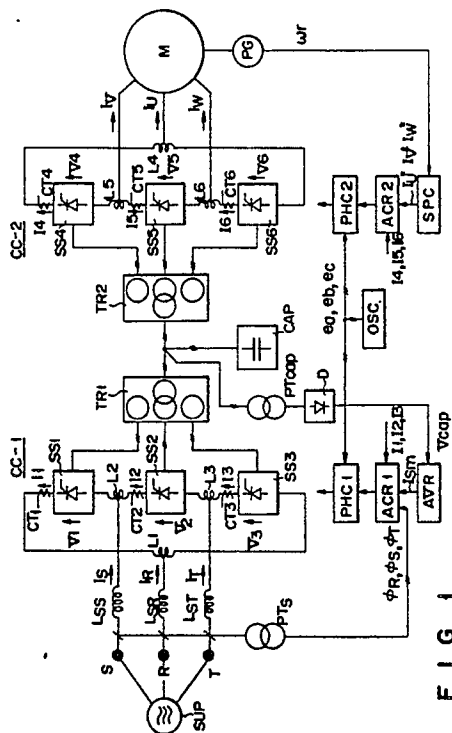 CC-1
CC-2
CT1
I1
SS1
V1
L2
CT2
I2
SS2
V2
L3
CT3
I3
SS3
V3
L1
LSS
IS
LSR
IR
LST
IT
S
R
T
SUP
PTS
TR1
TR2
CAP
PTcap
D
CT4
I4
SS4
V4
L5
CT5
I5
SS5
V5
L4
L6
CT6
I6
SS6
V6
IV
IU
IW
M
PG
ωr
PHC1
ACR1
AVR
I1, I2, I3
Ism
φR, φS, φT
Vcap
ea, eb, ec
OSC.
PHC2
ACR2
SPC
I4, I5, I6
IU* IV* IW*
FIG 1